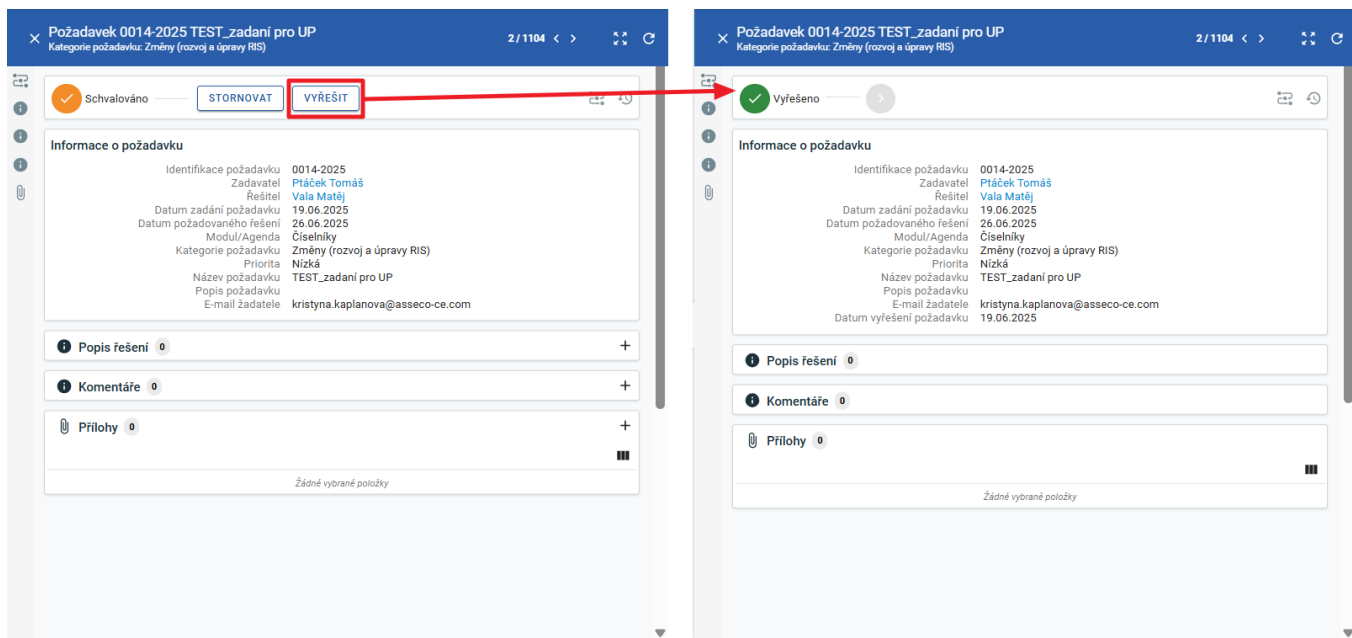 Požadavek 0014-2025 TEST_zadaní pro UP
Kategorie požadavku: Změny (rozvoj a úpravy RIS)
2/1104
Schvalováno
STORNOVAT
VYŘEŠIT
Informace o požadavku
Identifikace požadavku 0014-2025
Zadavatel Ptáček Tomáš
Řešitel Vala Matěj
Datum zadání požadavku 19.06.2025
Datum požadovaného řešení 26.06.2025
Modul/Agenda Číselníky
Kategorie požadavku Změny (rozvoj a úpravy RIS)
Priorita Nízká
Název požadavku TEST_zadaní pro UP
Popis požadavku
E-mail žadatele kristyna.kaplanova@asseco-ce.com
Popis řešení 0
Komentáře 0
Přílohy 0
Žádné vybrané položky
Požadavek 0014-2025 TEST_zadaní pro UP
Kategorie požadavku: Změny (rozvoj a úpravy RIS)
2/1104
Vyřešeno
Informace o požadavku
Identifikace požadavku 0014-2025
Zadavatel Ptáček Tomáš
Řešitel Vala Matěj
Datum zadání požadavku 19.06.2025
Datum požadovaného řešení 26.06.2025
Modul/Agenda Číselníky
Kategorie požadavku Změny (rozvoj a úpravy RIS)
Priorita Nízká
Název požadavku TEST_zadaní pro UP
Popis požadavku
E-mail žadatele kristyna.kaplanova@asseco-ce.com
Datum vyřešení požadavku 19.06.2025
Popis řešení 0
Komentáře 0
Přílohy 0
Žádné vybrané položky